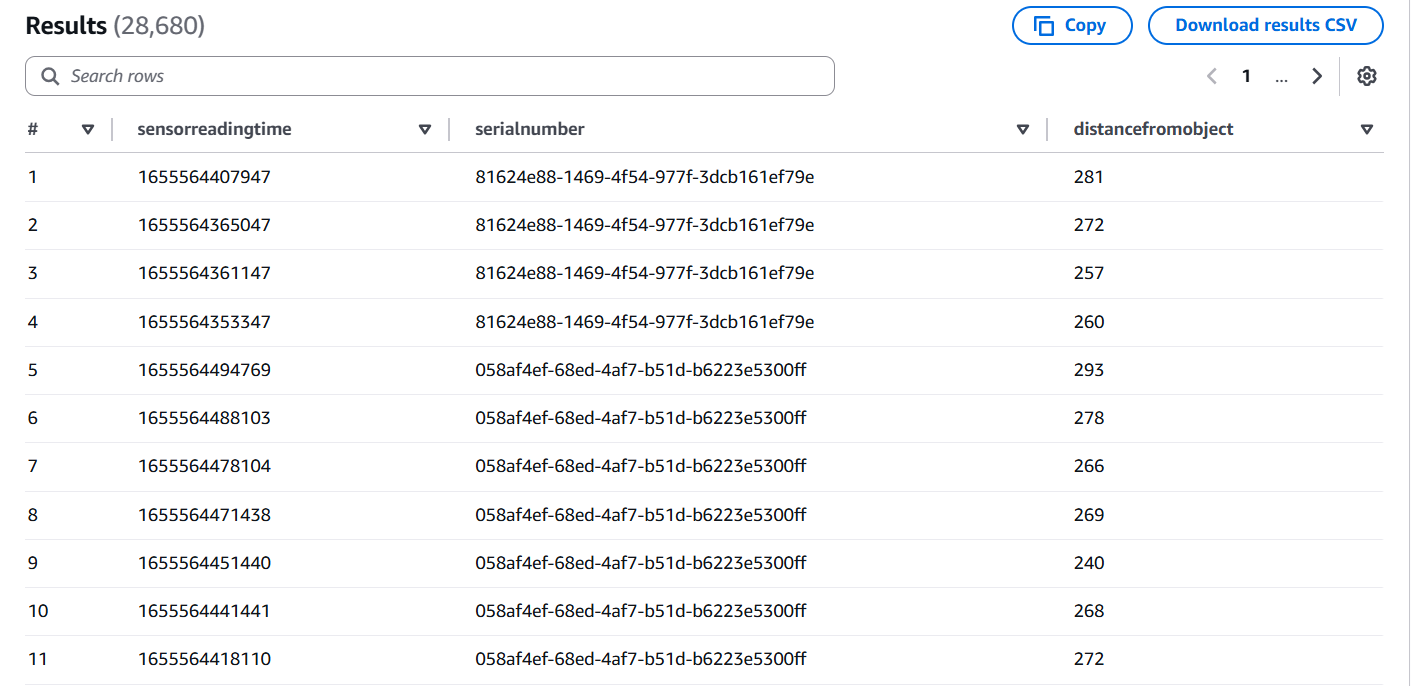 Results (28,680) Copy Download results CSV
Search rows 1 ...
# sensorreadingtime serialnumber distancefromobject
1 1655564407947 81624e88-1469-4f54-977f-3dcb161ef79e 281
2 1655564365047 81624e88-1469-4f54-977f-3dcb161ef79e 272
3 1655564361147 81624e88-1469-4f54-977f-3dcb161ef79e 257
4 1655564353347 81624e88-1469-4f54-977f-3dcb161ef79e 260
5 1655564494769 058af4ef-68ed-4af7-b51d-b6223e5300ff 293
6 1655564488103 058af4ef-68ed-4af7-b51d-b6223e5300ff 278
7 1655564478104 058af4ef-68ed-4af7-b51d-b6223e5300ff 266
8 1655564471438 058af4ef-68ed-4af7-b51d-b6223e5300ff 269
9 1655564451440 058af4ef-68ed-4af7-b51d-b6223e5300ff 240
10 1655564441441 058af4ef-68ed-4af7-b51d-b6223e5300ff 268
11 1655564418110 058af4ef-68ed-4af7-b51d-b6223e5300ff 272